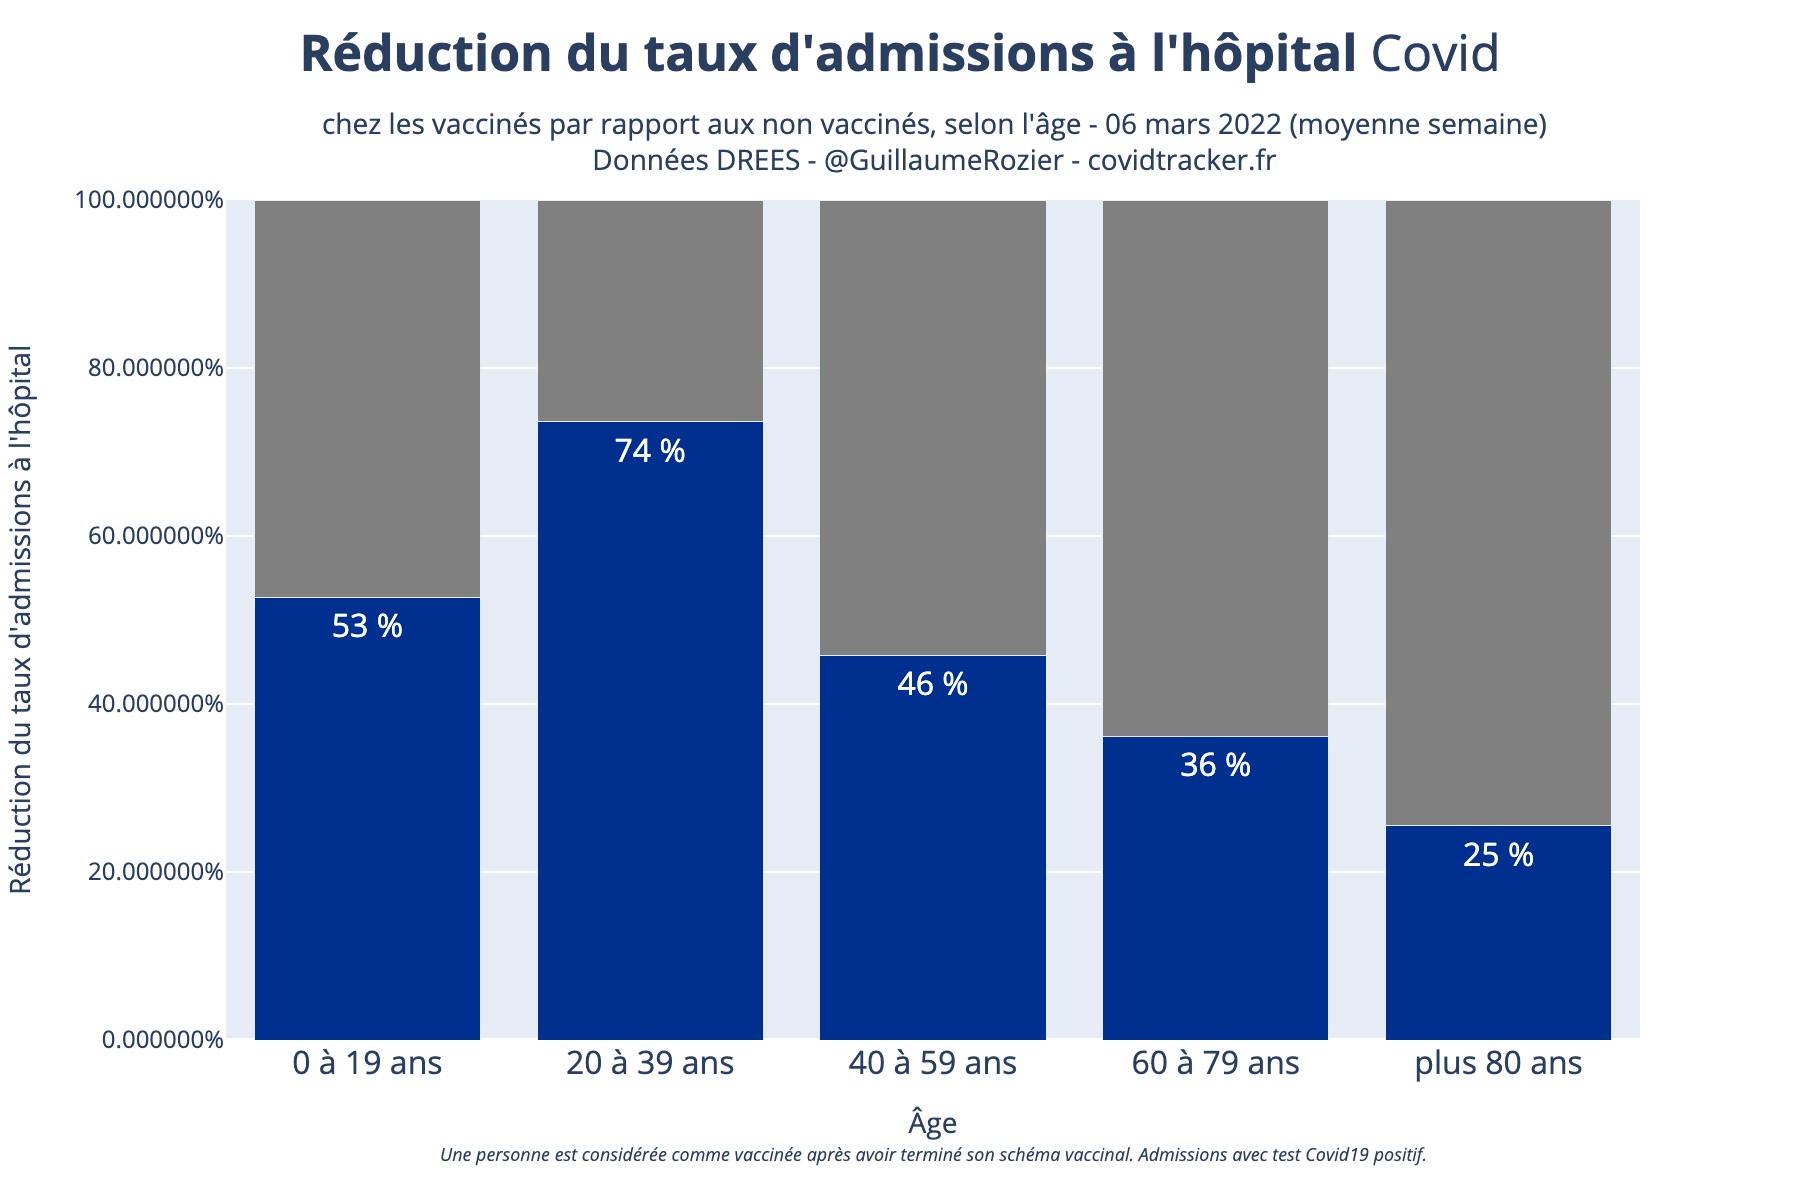 Réduction du taux d'admissions à l'hôpital Covid
chez les vaccinés par rapport aux non vaccinés, selon l'âge - 06 mars 2022 (moyenne semaine)
Données DREES - @GuillaumeRozier - covidtracker.fr
Réduction du taux d'admissions à l'hôpital
100.000000%
80.000000%
60.000000%
40.000000%
20.000000%
0.000000%
53 %
74 %
46 %
36 %
25 %
0 à 19 ans
20 à 39 ans
40 à 59 ans
60 à 79 ans
plus 80 ans
Âge
Une personne est considérée comme vaccinée après avoir terminé son schéma vaccinal. Admissions avec test Covid19 positif.